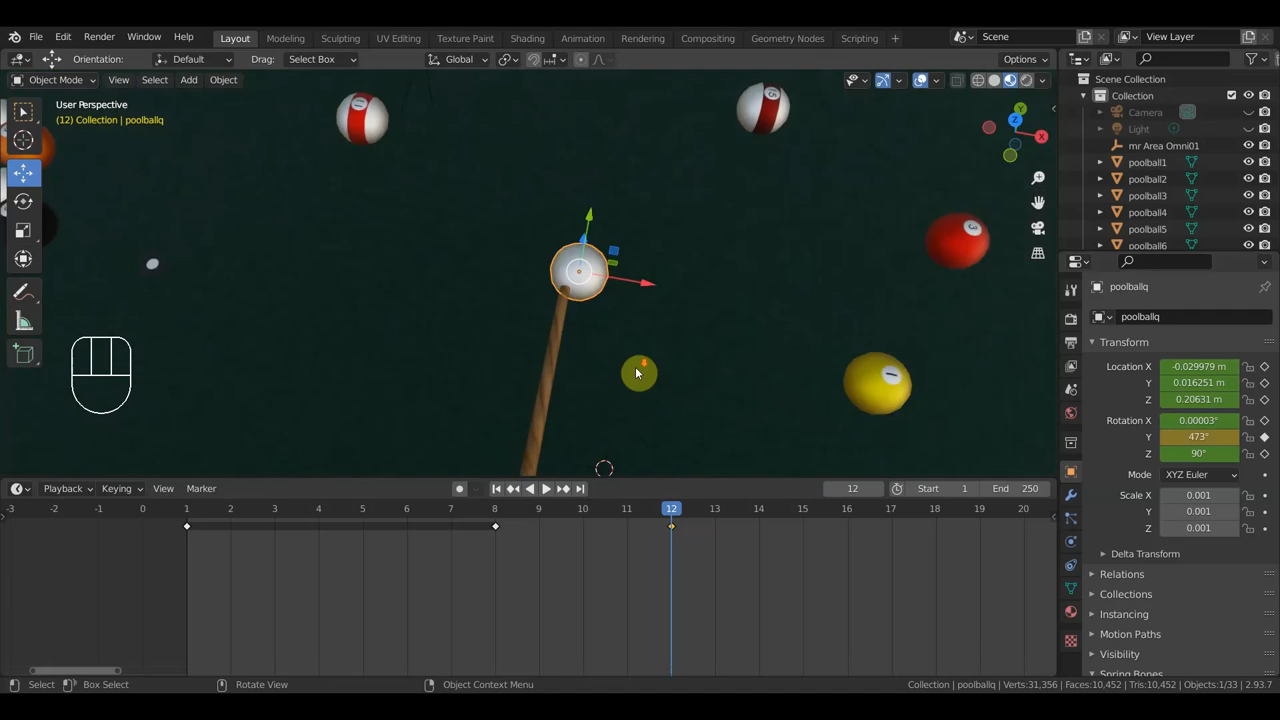 File Edit Render Window Help Layout Modeling Sculpting UV Editing Texture Paint Shading Animation Rendering Compositing Geometry Nodes Scripting + Scene View Layer
Orientation: Default Drag: Select Box Global Options
Object Mode View Select Add Object
User Perspective
(12) Collection | poolballq
11
5
3
1
Y
Z
X
Scene Collection
Collection
Camera
Light
mr Area Omni01
poolball1
poolball2
poolball3
poolball4
poolball5
poolball6
poolballq
poolballq
Transform
Location X -0.029979 m
Y 0.016251 m
Z 0.20631 m
Rotation X 0.00003°
Y 473°
Z 90°
Mode XYZ Euler
Scale X 0.001
Y 0.001
Z 0.001
Delta Transform
Relations
Collections
Instancing
Motion Paths
Visibility
Spring Bones
Playback Keying View Marker 12 Start 1 End 250
-3 -2 -1 0 1 2 3 4 5 6 7 8 9 10 11 12 13 14 15 16 17 18 19 20
Select Box Select Rotate View Object Context Menu Collection | poolballq | Verts:31,356 | Faces:10,452 | Tris:10,452 | Objects:1/33 | 2.93.7